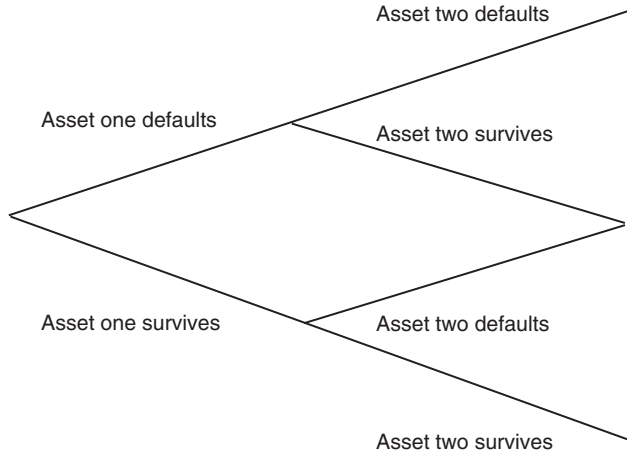 Asset two defaults
Asset one defaults
Asset two survives
Asset one survives
Asset two defaults
Asset two survives